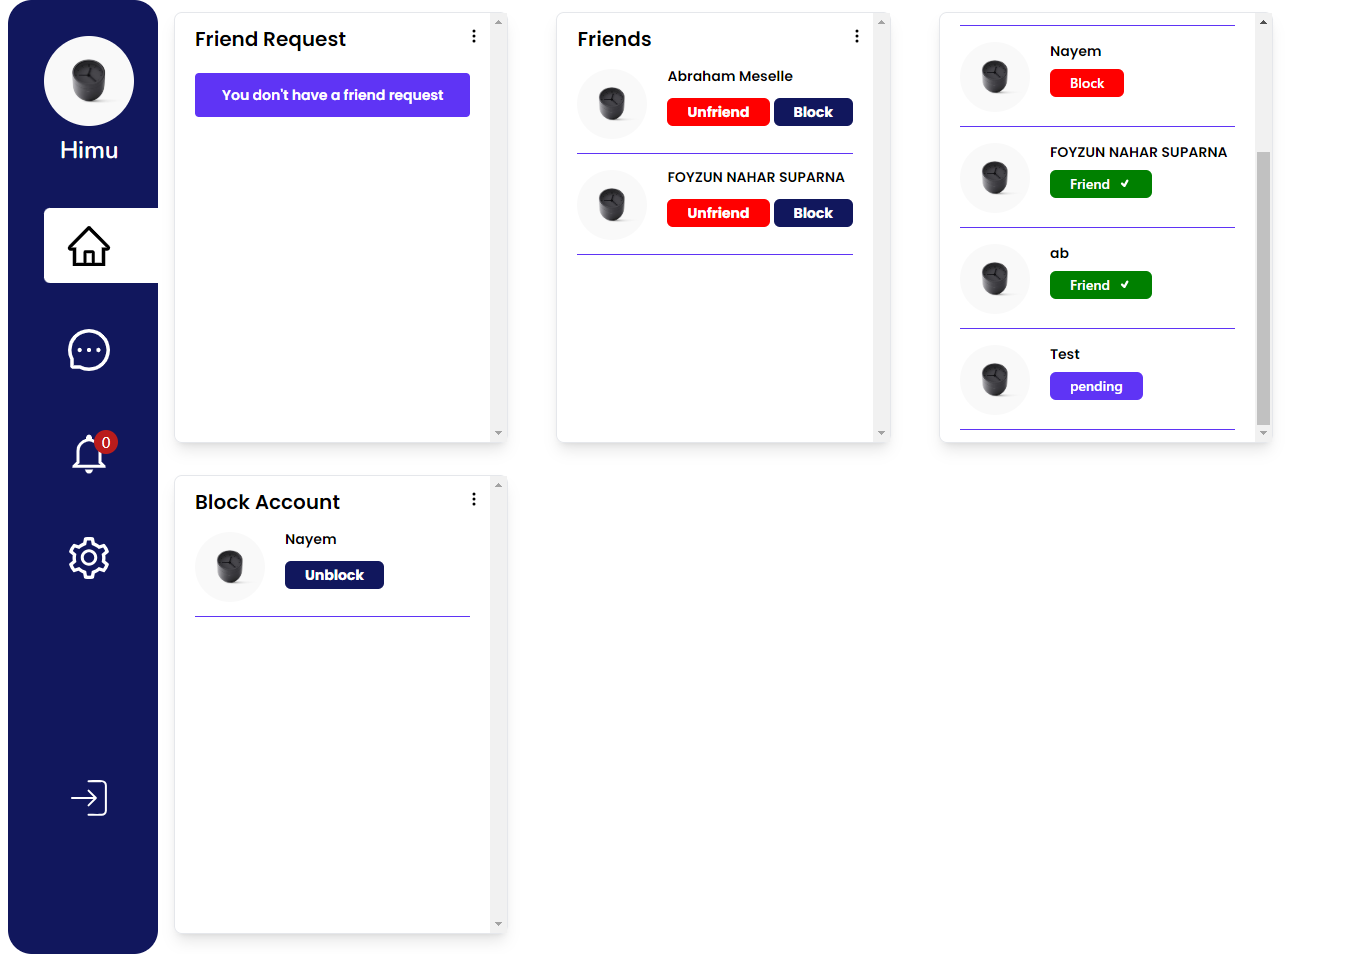 Himu
0
Friend Request
You don't have a friend request
Friends
Abraham Meselle
Unfriend Block
FOYZUN NAHAR SUPARNA
Unfriend Block
Nayem
Block
FOYZUN NAHAR SUPARNA
Friend ✓
ab
Friend ✓
Test
pending
Block Account
Nayem
Unblock